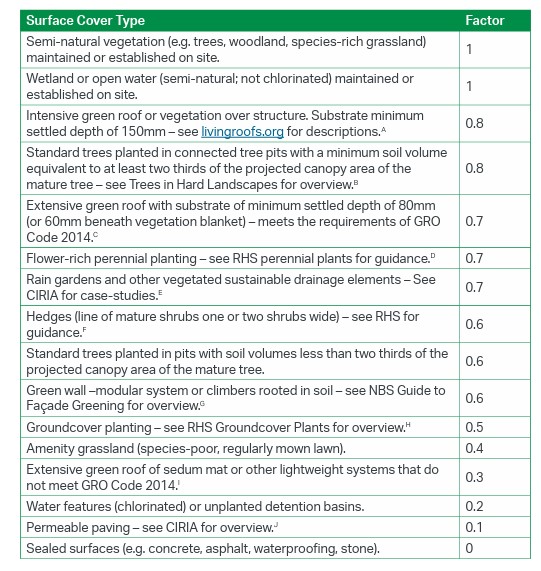 Surface Cover Type Factor
Semi-natural vegetation (e.g. trees, woodland, species-rich grassland)
maintained or established on site. 1
Wetland or open water (semi-natural; not chlorinated) maintained or
established on site. 1
Intensive green roof or vegetation over structure. Substrate minimum
settled depth of 150mm – see livingroofs.org for descriptions.A 0.8
Standard trees planted in connected tree pits with a minimum soil volume
equivalent to at least two thirds of the projected canopy area of the
mature tree – see Trees in Hard Landscapes for overview.B 0.8
Extensive green roof with substrate of minimum settled depth of 80mm
(or 60mm beneath vegetation blanket) – meets the requirements of GRO
Code 2014.C 0.7
Flower-rich perennial planting – see RHS perennial plants for guidance.D 0.7
Rain gardens and other vegetated sustainable drainage elements – See
CIRIA for case-studies.E 0.7
Hedges (line of mature shrubs one or two shrubs wide) – see RHS for
guidance.F 0.6
Standard trees planted in pits with soil volumes less than two thirds of the
projected canopy area of the mature tree. 0.6
Green wall –modular system or climbers rooted in soil – see NBS Guide to
Façade Greening for overview.G 0.6
Groundcover planting – see RHS Groundcover Plants for overview.H 0.5
Amenity grassland (species-poor, regularly mown lawn). 0.4
Extensive green roof of sedum mat or other lightweight systems that do
not meet GRO Code 2014.I 0.3
Water features (chlorinated) or unplanted detention basins. 0.2
Permeable paving – see CIRIA for overview.J 0.1
Sealed surfaces (e.g. concrete, asphalt, waterproofing, stone). 0